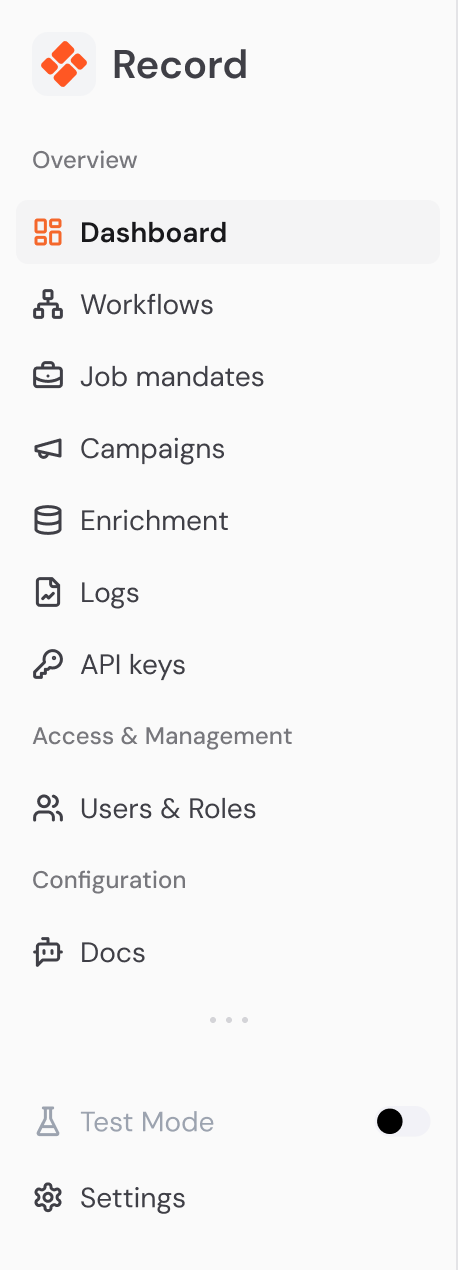 Record
Overview
Dashboard
Workflows
Job mandates
Campaigns
Enrichment
Logs
API keys
Access & Management
Users & Roles
Configuration
Docs
Test Mode
Settings